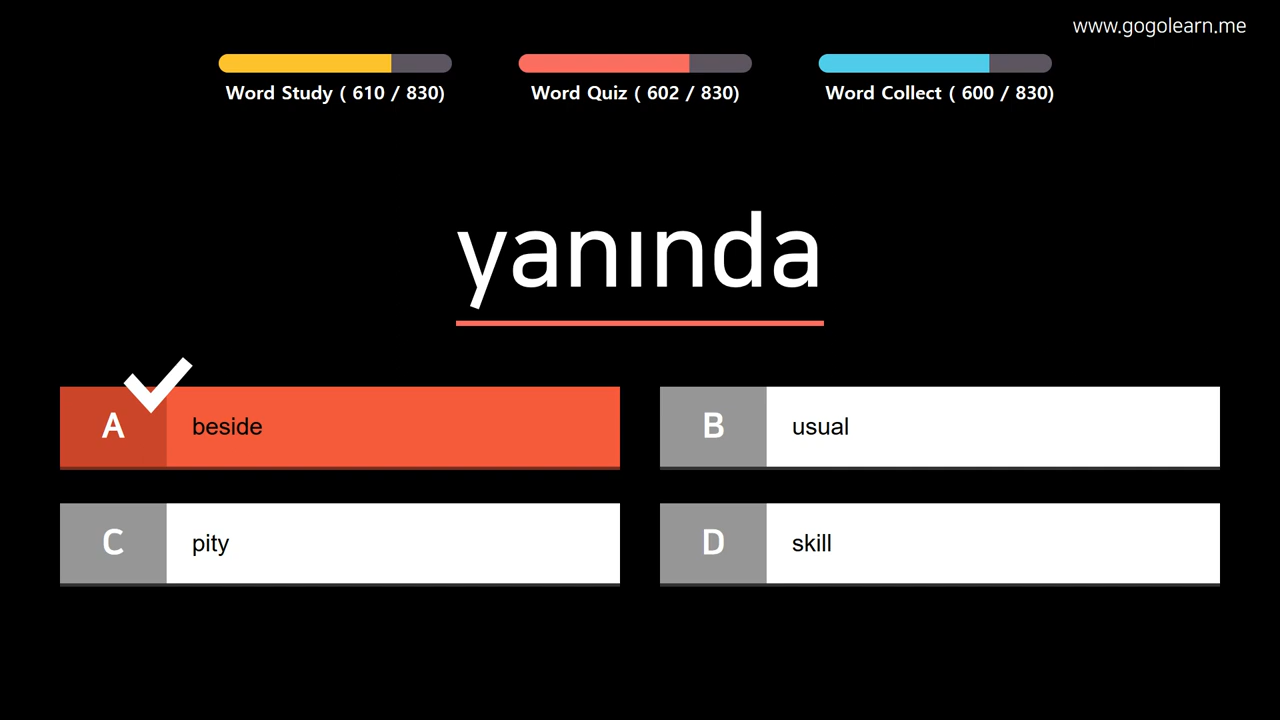 www.gogolearn.me
Word Study ( 610 / 830)
Word Quiz ( 602 / 830)
Word Collect ( 600 / 830)
yanında
A beside
B usual
C pity
D skill